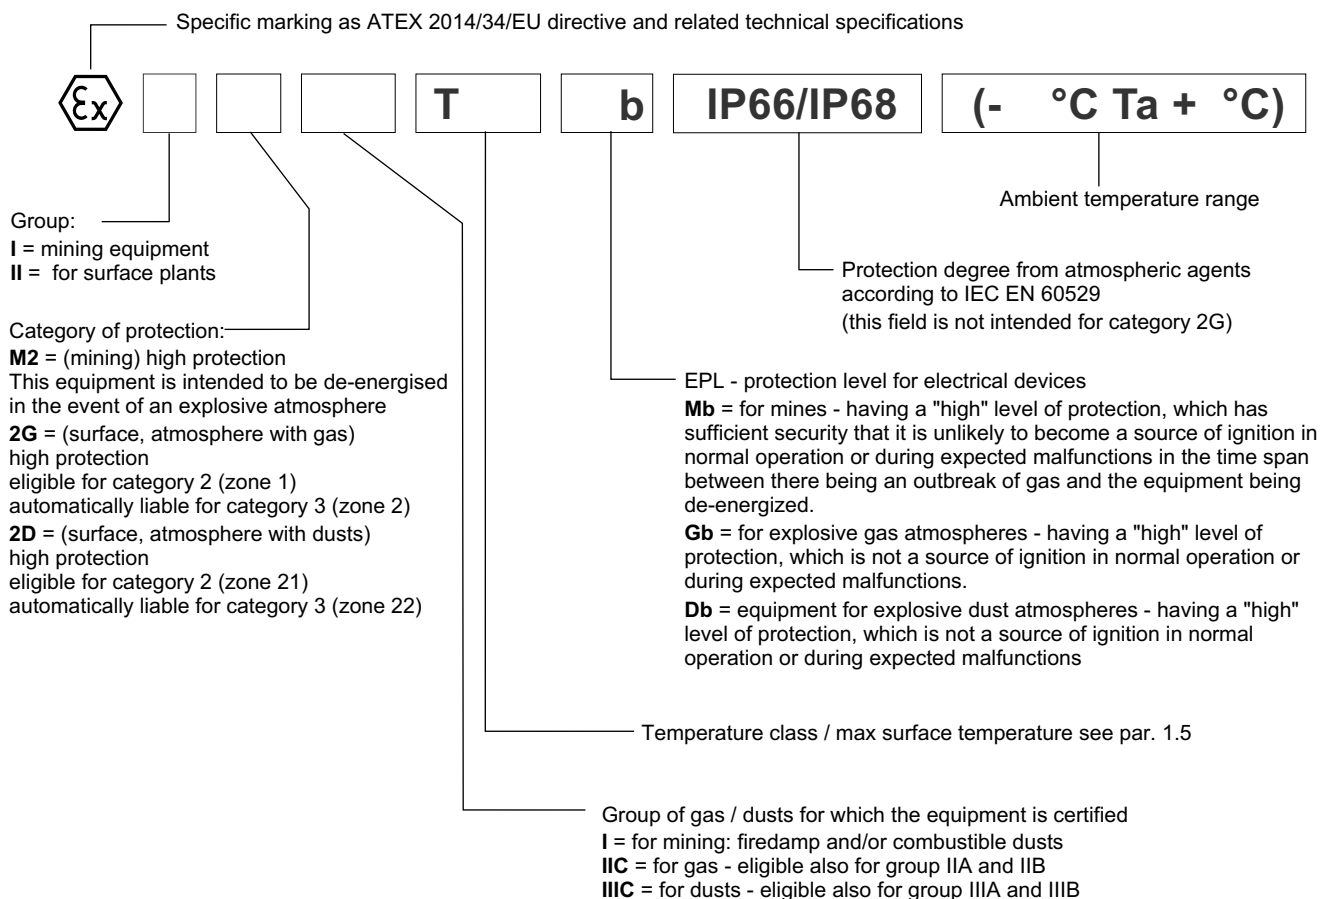 Specific marking as ATEX 2014/34/EU directive and related technical specifications
Ex T b IP66/IP68 (- °C Ta + °C)
Ambient temperature range
Group:
I = mining equipment
II = for surface plants
Protection degree from atmospheric agents
according to IEC EN 60529
(this field is not intended for category 2G)
Category of protection:
M2 = (mining) high protection
This equipment is intended to be de-energised
in the event of an explosive atmosphere
2G = (surface, atmosphere with gas)
high protection
eligible for category 2 (zone 1)
automatically liable for category 3 (zone 2)
2D = (surface, atmosphere with dusts)
high protection
eligible for category 2 (zone 21)
automatically liable for category 3 (zone 22)
EPL - protection level for electrical devices
Mb = for mines - having a "high" level of protection, which has
sufficient security that it is unlikely to become a source of ignition in
normal operation or during expected malfunctions in the time span
between there being an outbreak of gas and the equipment being
de-energized.
Gb = for explosive gas atmospheres - having a "high" level of
protection, which is not a source of ignition in normal operation or
during expected malfunctions.
Db = equipment for explosive dust atmospheres - having a "high"
level of protection, which is not a source of ignition in normal
operation or during expected malfunctions
Temperature class / max surface temperature see par. 1.5
Group of gas / dusts for which the equipment is certified
I = for mining: firedamp and/or combustible dusts
IIC = for gas - eligible also for group IIA and IIB
IIIC = for dusts - eligible also for group IIIA and IIIB